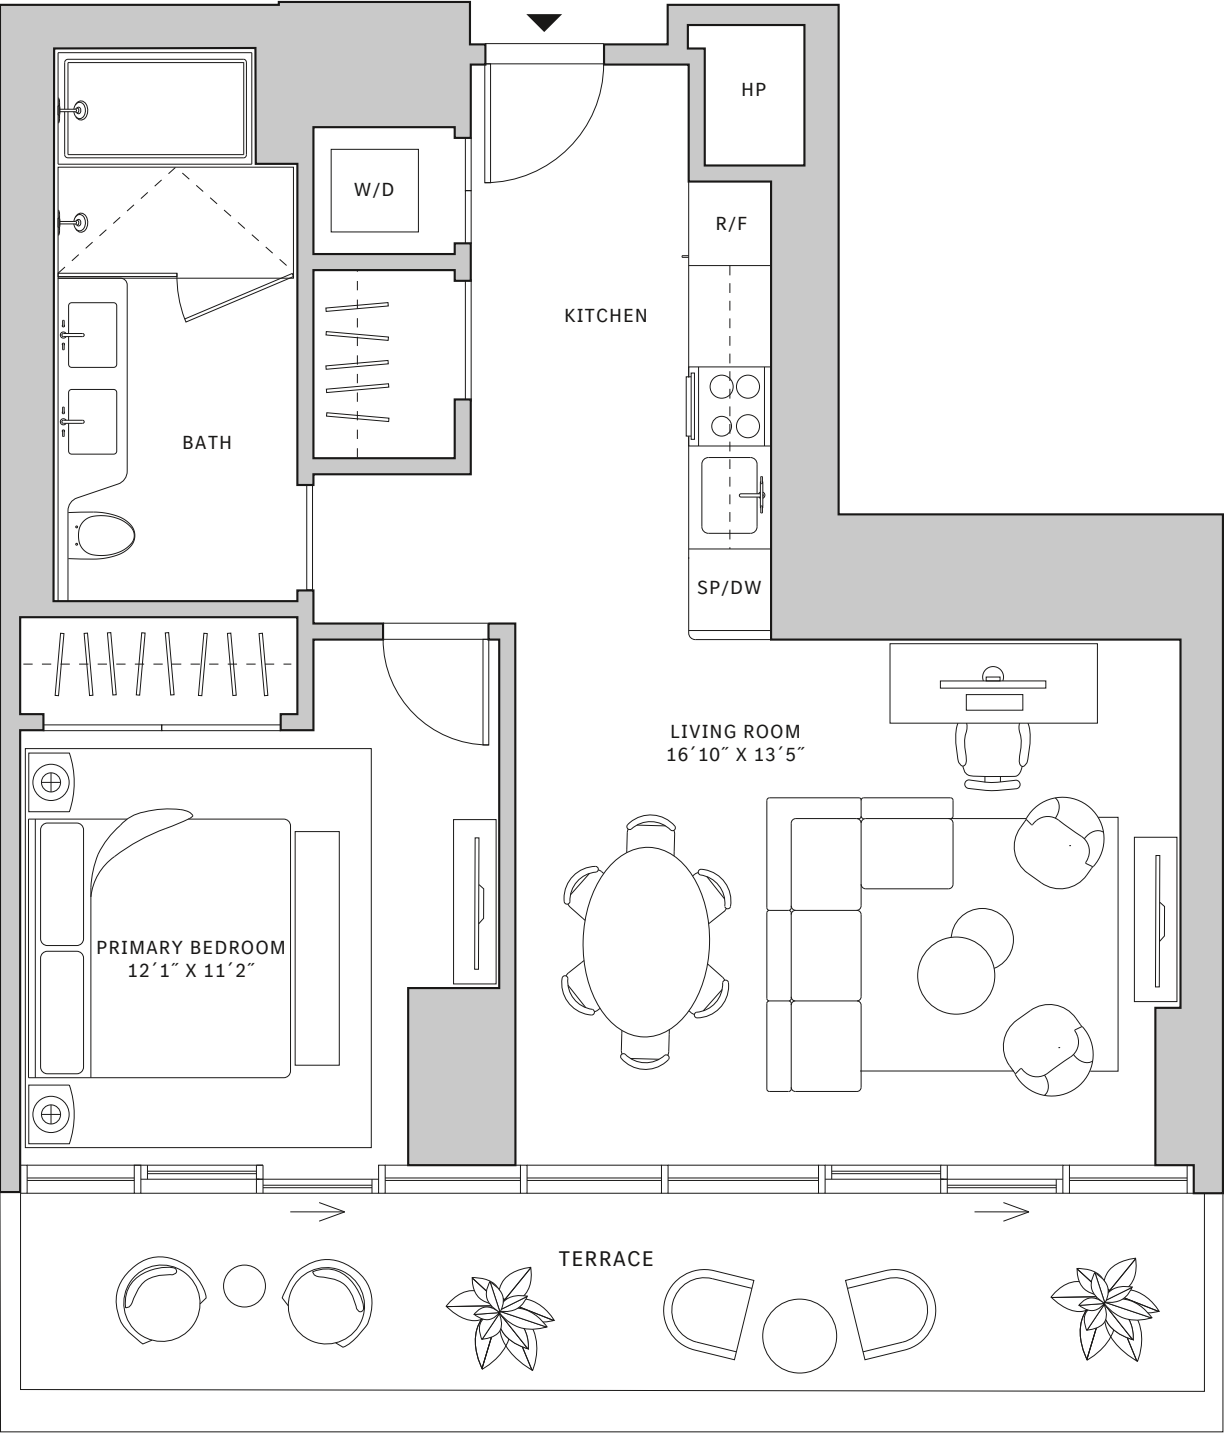 HP
W/D
R/F
KITCHEN
BATH
SP/DW
LIVING ROOM
16´10˝ X 13´5˝
PRIMARY BEDROOM
12´1˝ X 11´2˝
TERRACE